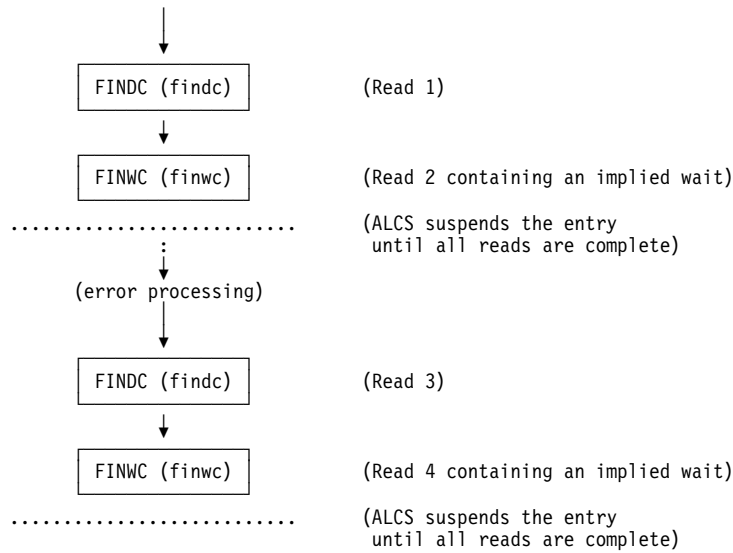 FINDC (findc) (Read 1)
FINWC (finwc) (Read 2 containing an implied wait)
(ALCS suspends the entry
until all reads are complete)
(error processing)
FINDC (findc) (Read 3)
FINWC (finwc) (Read 4 containing an implied wait)
(ALCS suspends the entry
until all reads are complete)